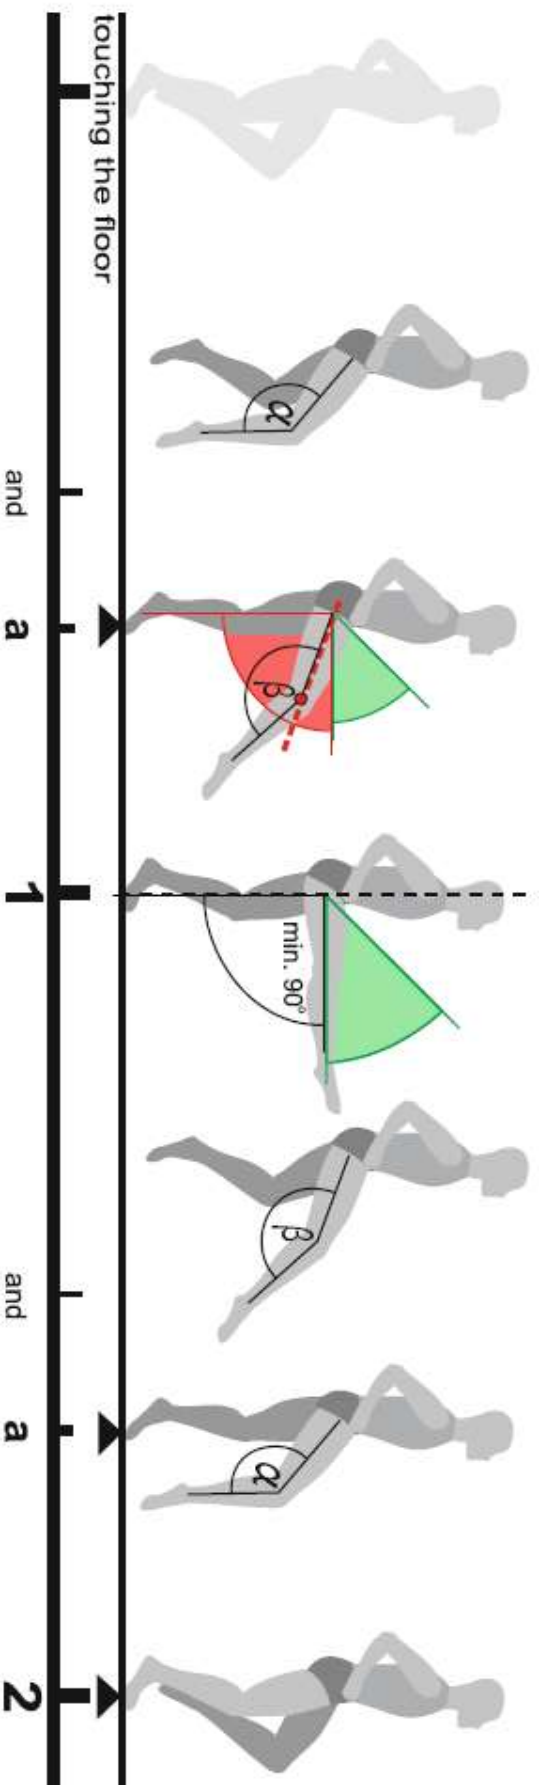 α
β
min. 90°
β
α
touching the floor
and
a
1
and
a
2